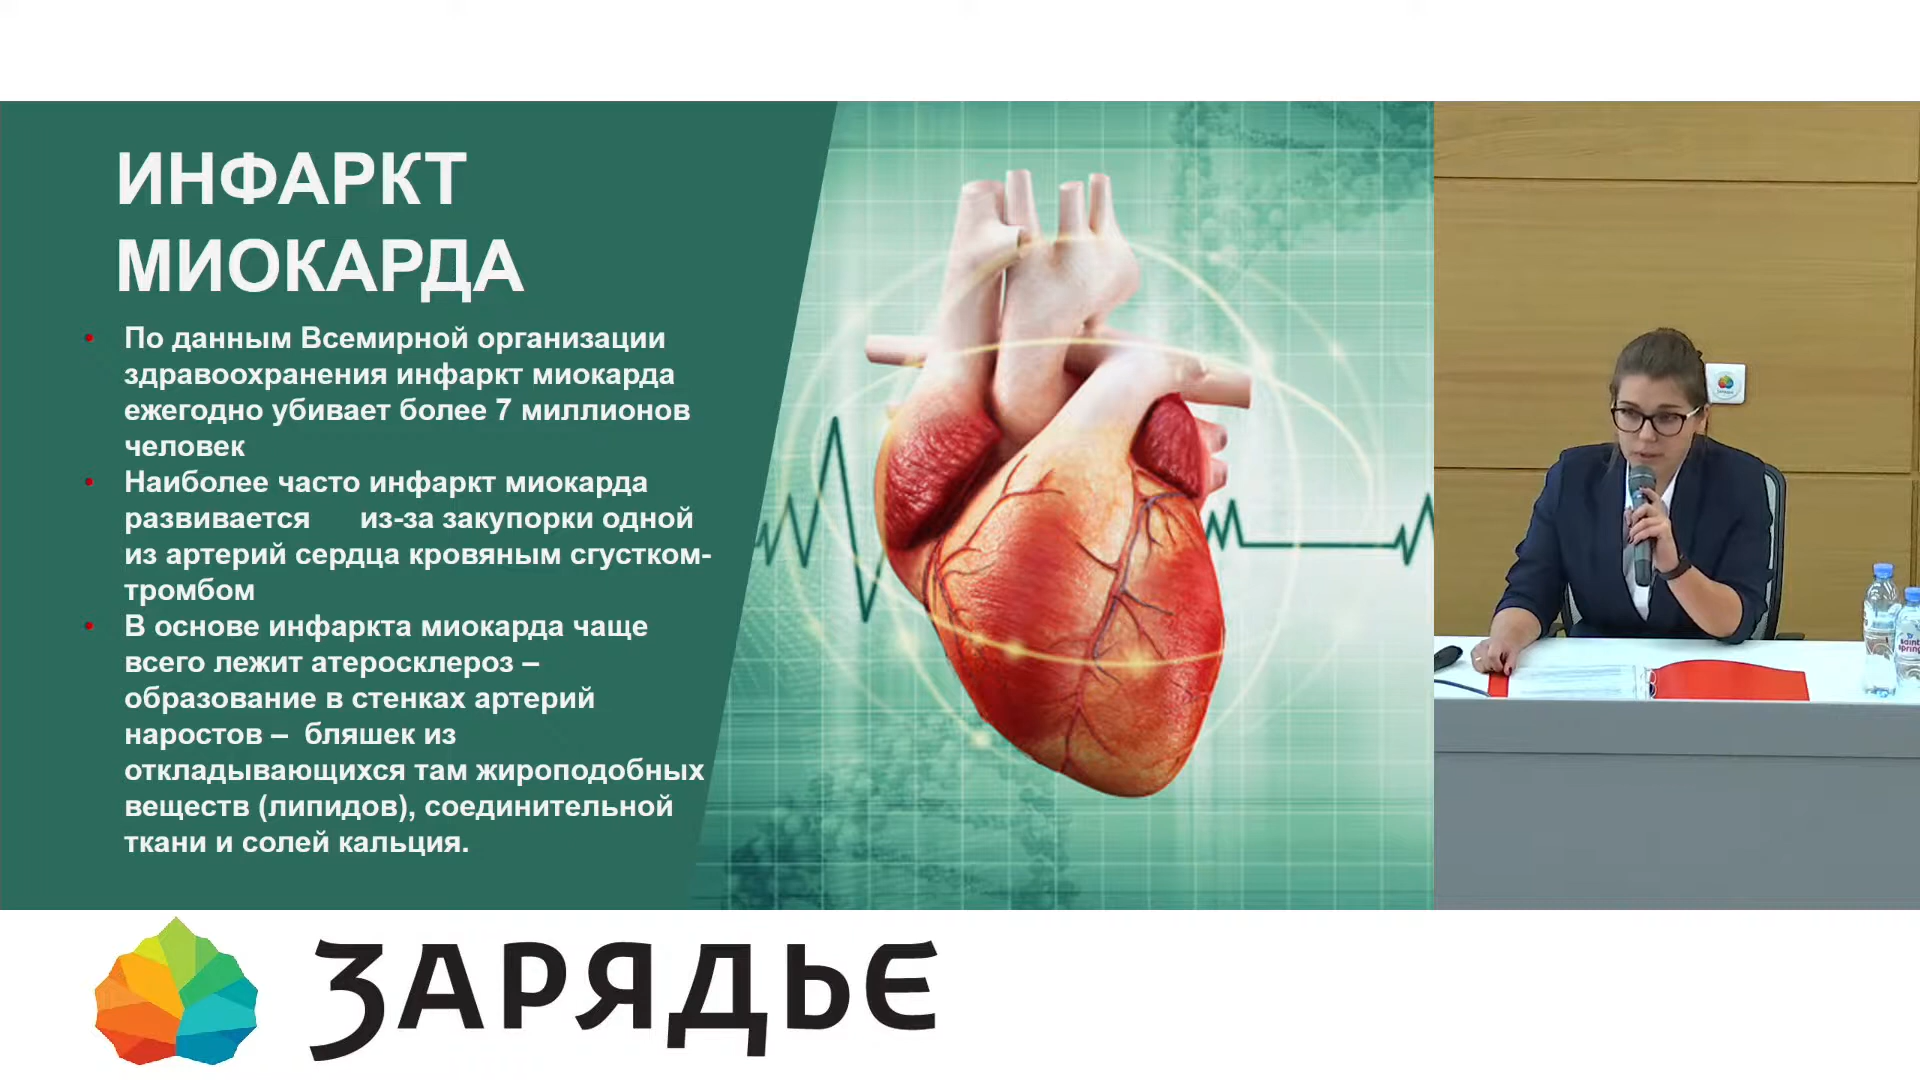 ИНФАРКТ
МИОКАРДА
• По данным Всемирной организации
здравоохранения инфаркт миокарда
ежегодно убивает более 7 миллионов
человек
• Наиболее часто инфаркт миокарда
развивается из-за закупорки одной
из артерий сердца кровяным сгустком-
тромбом
• В основе инфаркта миокарда чаще
всего лежит атеросклероз –
образование в стенках артерий
наростов – бляшек из
откладывающихся там жироподобных
веществ (липидов), соединительной
ткани и солей кальция.
saint
spring
ЗАРЯДЬЕ